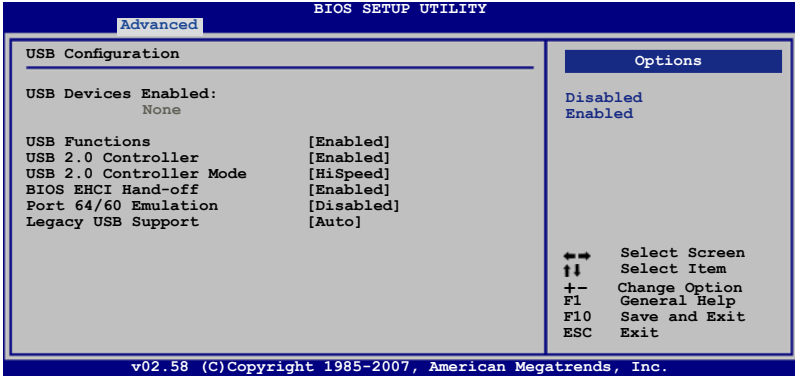 BIOS SETUP UTILITY
Advanced
USB Configuration
USB Devices Enabled:
None
USB Functions [Enabled]
USB 2.0 Controller [Enabled]
USB 2.0 Controller Mode [HiSpeed]
BIOS EHCI Hand-off [Enabled]
Port 64/60 Emulation [Disabled]
Legacy USB Support [Auto]
Options
Disabled
Enabled
←→ Select Screen
↑↓ Select Item
+- Change Option
F1 General Help
F10 Save and Exit
ESC Exit
v02.58 (C)Copyright 1985-2007, American Megatrends, Inc.